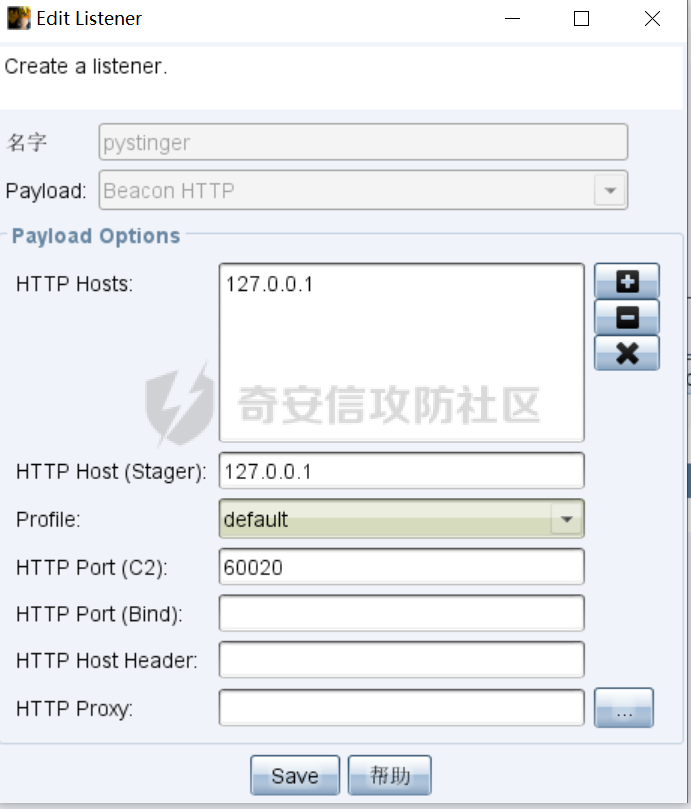 Edit Listener
Create a listener.
名字 pystinger
Payload: Beacon HTTP
Payload Options
HTTP Hosts: 127.0.0.1
奇安信攻防社区
HTTP Host (Stager): 127.0.0.1
Profile: default
HTTP Port (C2): 60020
HTTP Port (Bind):
HTTP Host Header:
HTTP Proxy: ...
Save 帮助